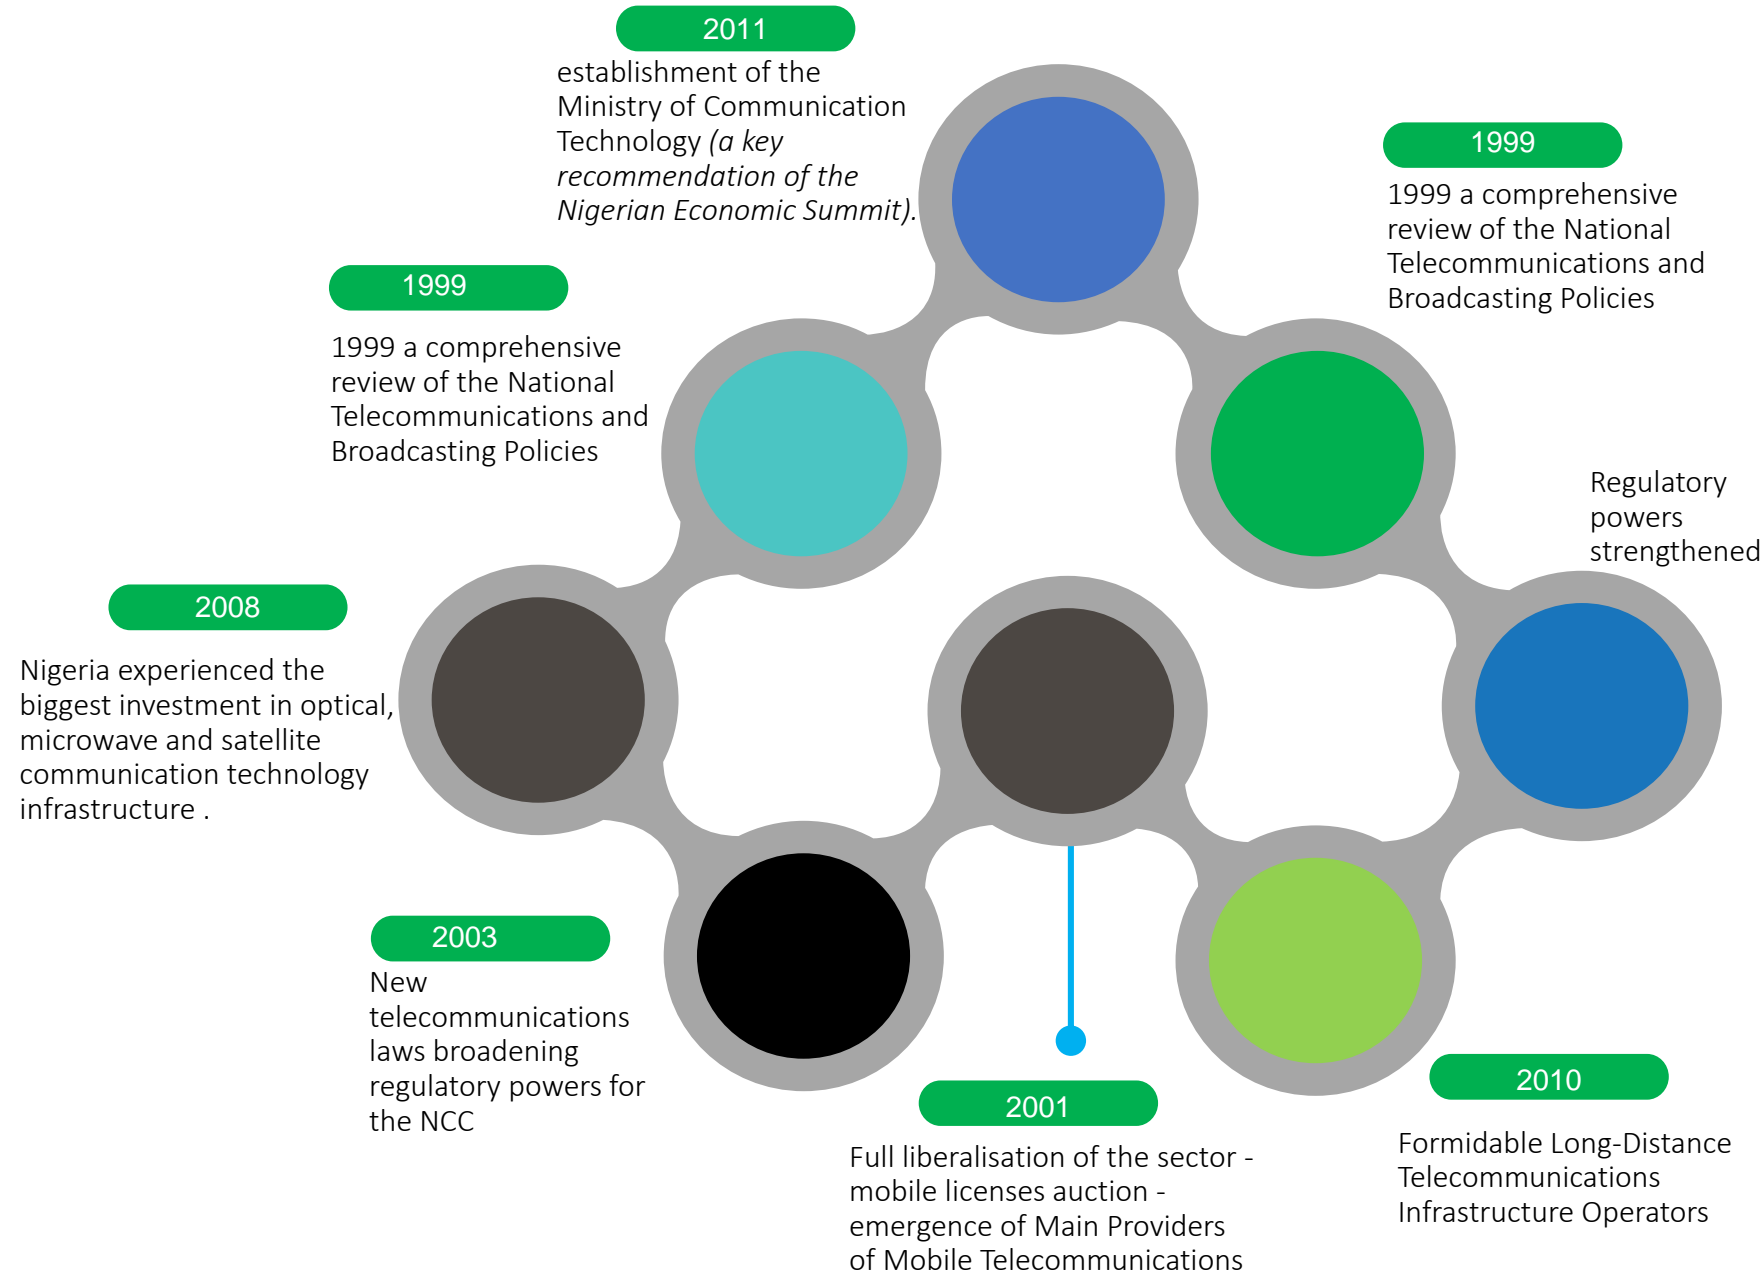 2011
establishment of the
Ministry of Communication
Technology (a key
recommendation of the
Nigerian Economic Summit).
1999
1999 a comprehensive
review of the National
Telecommunications and
Broadcasting Policies
1999
1999 a comprehensive
review of the National
Telecommunications and
Broadcasting Policies
Regulatory
powers
strengthened
2008
Nigeria experienced the
biggest investment in optical,
microwave and satellite
communication technology
infrastructure .
2003
New
telecommunications
laws broadening
regulatory powers for
the NCC
2001
Full liberalisation of the sector -
mobile licenses auction -
emergence of Main Providers
of Mobile Telecommunications
2010
Formidable Long-Distance
Telecommunications
Infrastructure Operators